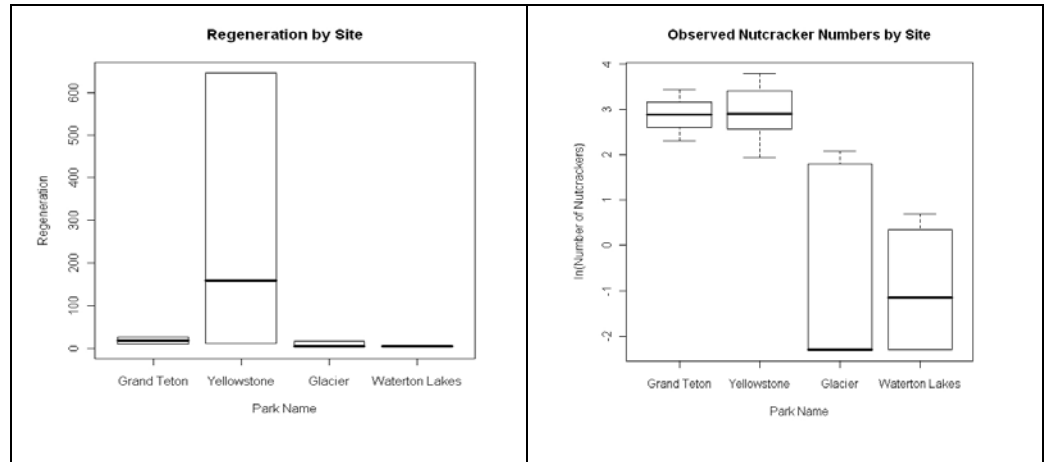 Regeneration by Site
Regeneration
600
500
400
300
200
100
0
Grand Teton Yellowstone Glacier Waterton Lakes
Park Name
Observed Nutcracker Numbers by Site
ln(Number of Nutcrackers)
4
3
2
1
0
-1
-2
Grand Teton Yellowstone Glacier Waterton Lakes
Park Name